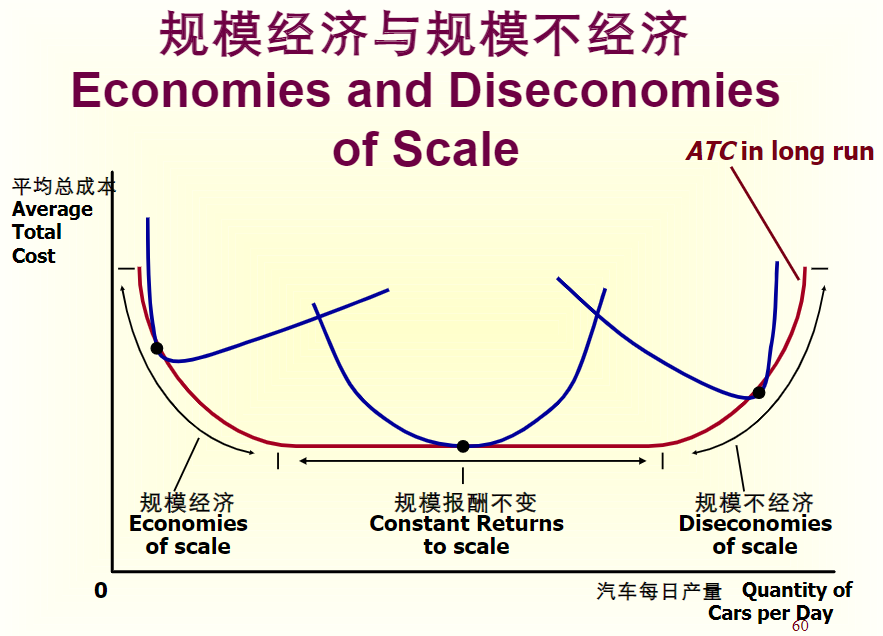 规模经济与规模不经济
Economies and Diseconomies
of Scale
ATC in long run
平均总成本
Average
Total
Cost
规模经济
Economies
of scale
规模报酬不变
Constant Returns
to scale
规模不经济
Diseconomies
of scale
0
汽车每日产量 Quantity of
Cars per Day
60